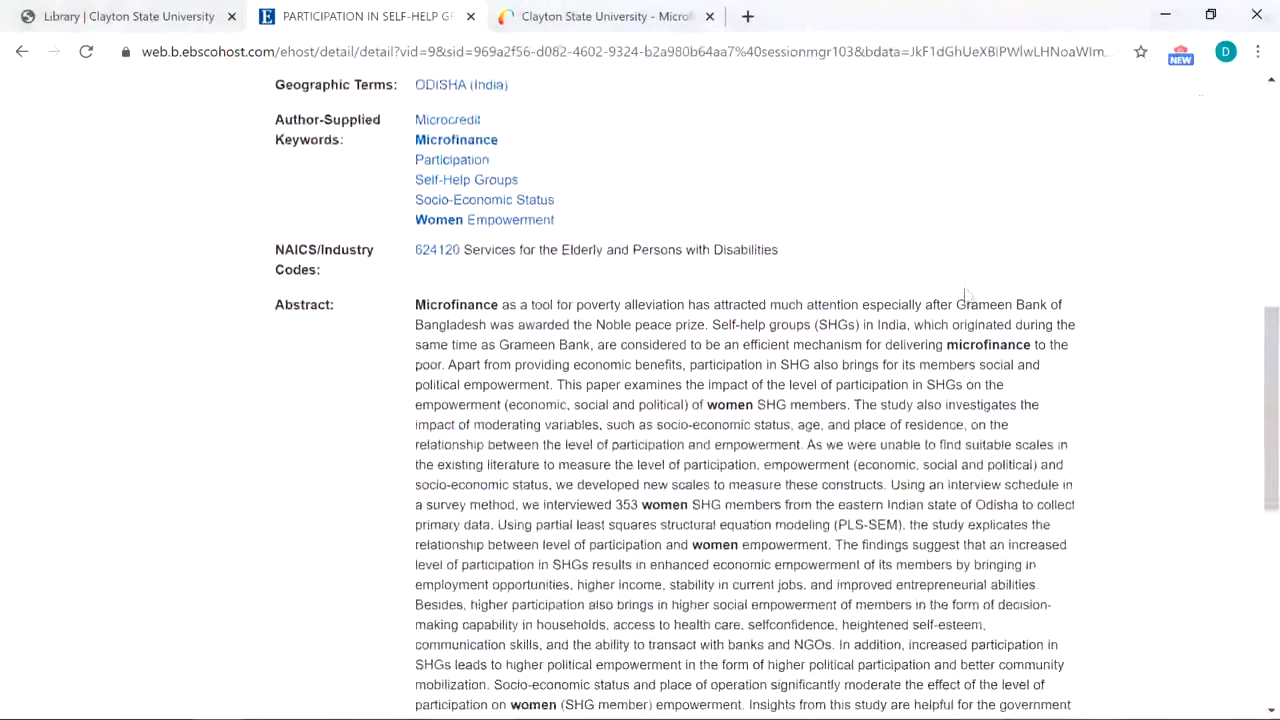 Library | Clayton State University
PARTICIPATION IN SELF-HELP G
Clayton State University - Micro
web.b.ebscohost.com/ehost/detail/detail?vid=9&sid=969a2f56-d082-4602-9324-b2a980b64aa7%40sessionmgr103&bdata=JkF1dGhUeXBlPWlwLHNoaWIm...
NEW
D
Geographic Terms: ODISHA (India)
Author-Supplied Microcredit
Keywords: Microfinance
Participation
Self-Help Groups
Socio-Economic Status
Women Empowerment
NAICS/Industry 624120 Services for the Elderly and Persons with Disabilities
Codes:
Abstract: Microfinance as a tool for poverty alleviation has attracted much attention especially after Grameen Bank of
Bangladesh was awarded the Noble peace prize. Self-help groups (SHGs) in India, which originated during the
same time as Grameen Bank, are considered to be an efficient mechanism for delivering microfinance to the
poor. Apart from providing economic benefits, participation in SHG also brings for its members social and
political empowerment. This paper examines the impact of the level of participation in SHGs on the
empowerment (economic, social and political) of women SHG members. The study also investigates the
impact of moderating variables, such as socio-economic status, age, and place of residence, on the
relationship between the level of participation and empowerment. As we were unable to find suitable scales in
the existing literature to measure the level of participation, empowerment (economic, social and political) and
socio-economic status, we developed new scales to measure these constructs. Using an interview schedule in
a survey method, we interviewed 353 women SHG members from the eastern Indian state of Odisha to collect
primary data. Using partial least squares structural equation modeling (PLS-SEM), the study explicates the
relationship between level of participation and women empowerment. The findings suggest that an increased
level of participation in SHGs results in enhanced economic empowerment of its members by bringing in
employment opportunities, higher income, stability in current jobs, and improved entrepreneurial abilities.
Besides, higher participation also brings in higher social empowerment of members in the form of decision-
making capability in households, access to health care, selfconfidence, heightened self-esteem,
communication skills, and the ability to transact with banks and NGOs. In addition, increased participation in
SHGs leads to higher political empowerment in the form of higher political participation and better community
mobilization. Socio-economic status and place of operation significantly moderate the effect of the level of
participation on women (SHG member) empowerment. Insights from this study are helpful for the government